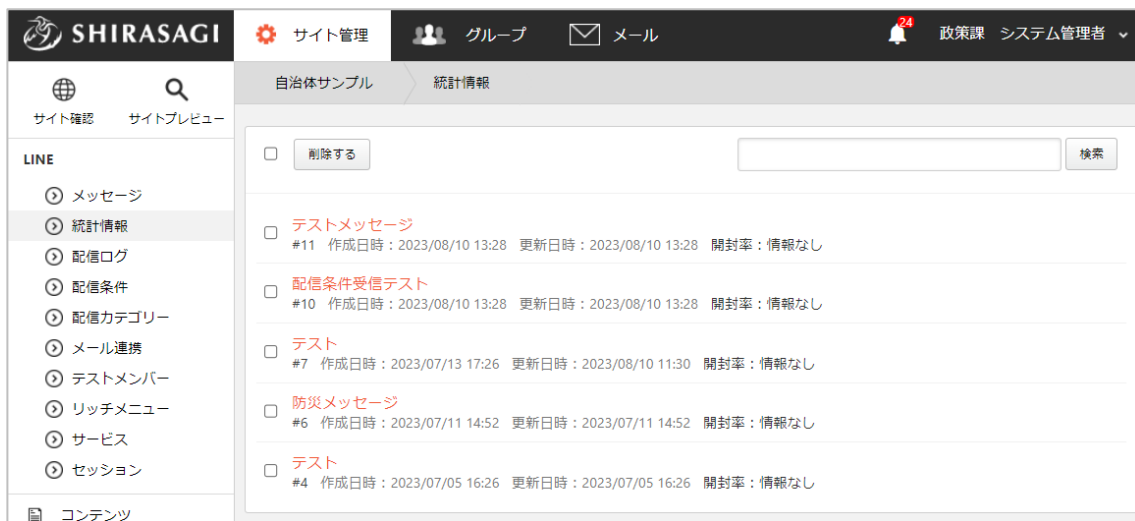 SHIRASAGI サイト管理 グループ メール 24 政策課 システム管理者
サイト確認 サイトプレビュー
自治体サンプル 統計情報
LINE
メッセージ
統計情報
配信ログ
配信条件
配信カテゴリー
メール連携
テストメンバー
リッチメニュー
サービス
セッション
コンテンツ
削除する 検索
テストメッセージ
#11 作成日時：2023/08/10 13:28 更新日時：2023/08/10 13:28 開封率：情報なし
配信条件受信テスト
#10 作成日時：2023/08/10 13:28 更新日時：2023/08/10 13:28 開封率：情報なし
テスト
#7 作成日時：2023/07/13 17:26 更新日時：2023/08/10 11:30 開封率：情報なし
防災メッセージ
#6 作成日時：2023/07/11 14:52 更新日時：2023/07/11 14:52 開封率：情報なし
テスト
#4 作成日時：2023/07/05 16:26 更新日時：2023/07/05 16:26 開封率：情報なし